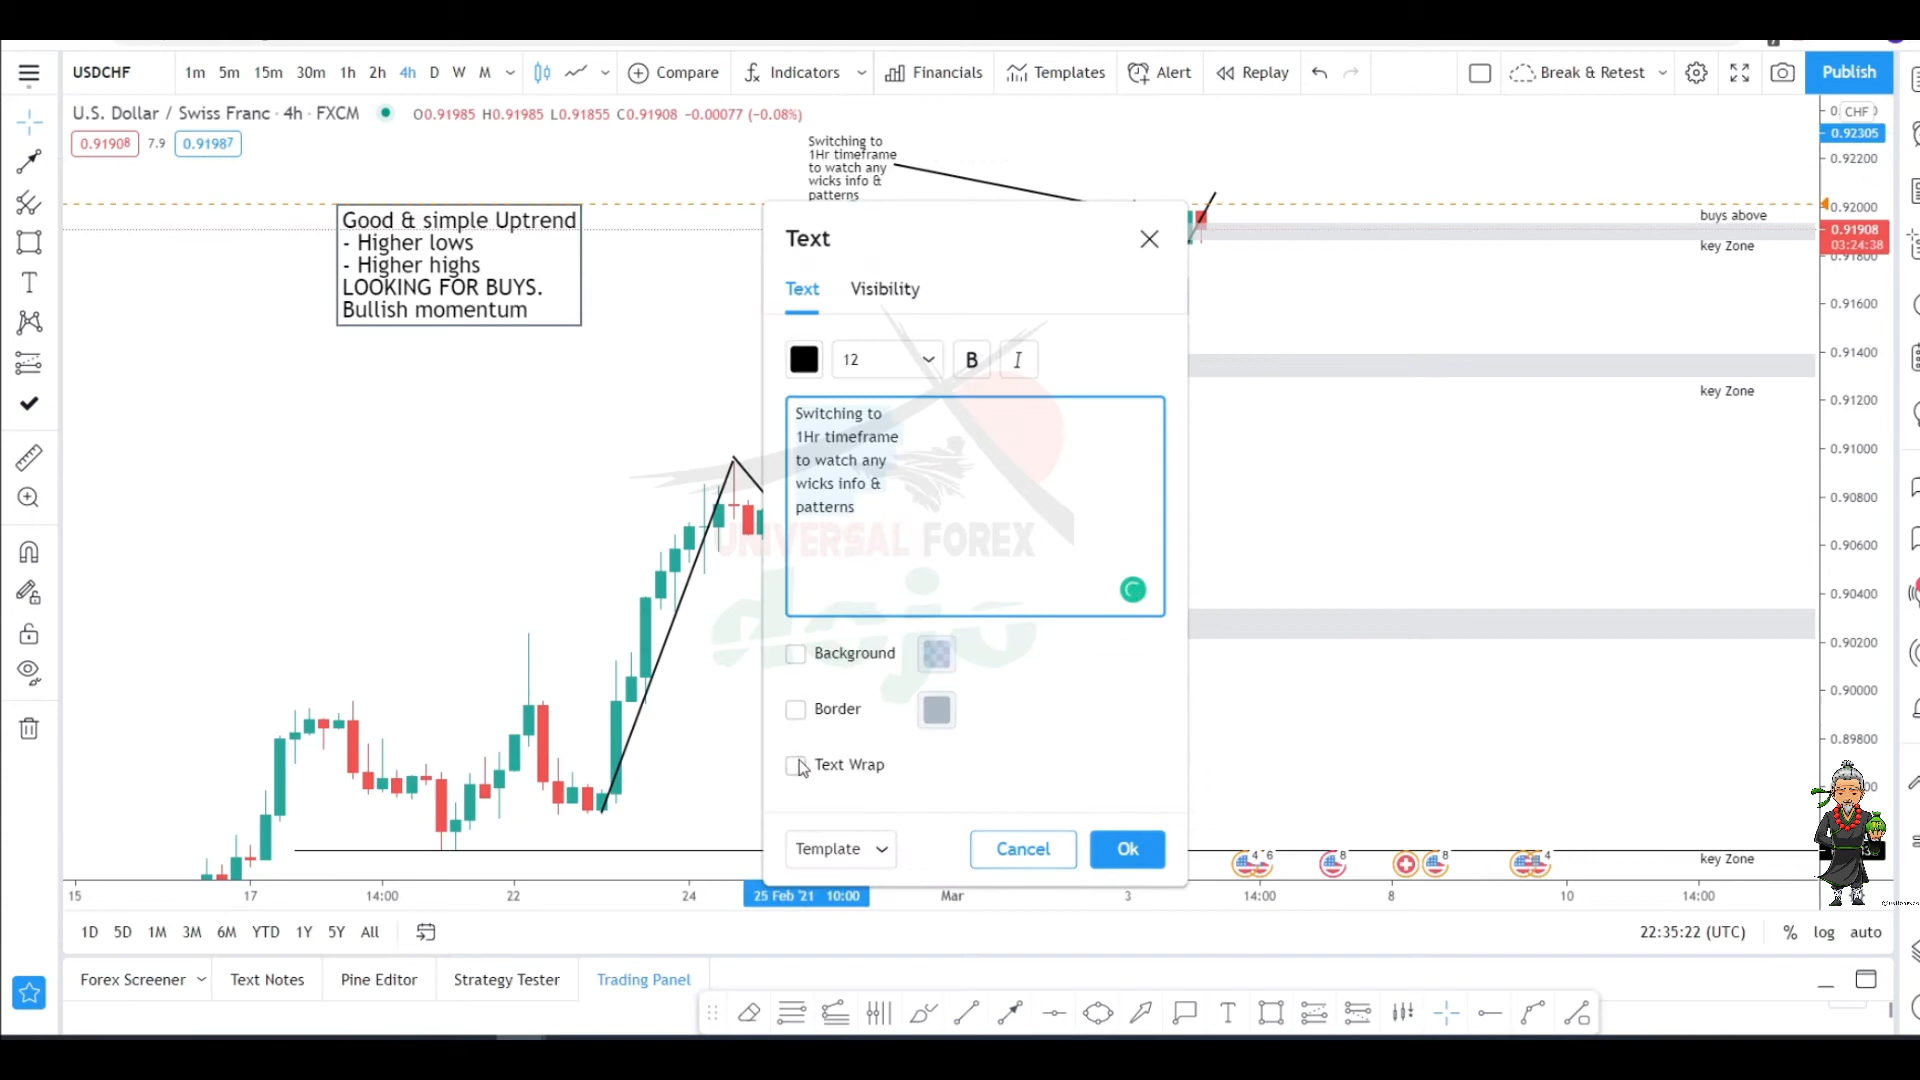 USDCHF 1m 5m 15m 30m 1h 2h 4h D W M Compare Indicators Financials Templates Alert Replay Break & Retest Publish
U.S. Dollar / Swiss Franc · 4h · FXCM O0.91985 H0.91985 L0.91855 C0.91908 −0.00077 (−0.08%)
0.91908 7.9 0.91987
CHF
0.92305
0.92200
0.92000
0.91908
03:24:38
0.91800
0.91600
0.91400
0.91200
0.91000
0.90800
0.90600
0.90400
0.90200
0.90000
0.89800
Switching to
1Hr timeframe
to watch any
wicks info &
patterns
Good & simple Uptrend
- Higher lows
- Higher highs
LOOKING FOR BUYS.
Bullish momentum
buys above
key Zone
key Zone
key Zone
Text
Text Visibility
12 B I
Switching to
1Hr timeframe
to watch any
wicks info &
patterns
UNIVERSAL FOREX
dojo
Background
Border
Text Wrap
Template Cancel Ok
4 6 8 8 4
15 17 14:00 22 24 25 Feb '21 10:00 Mar 3 14:00 8 10 14:00
1D 5D 1M 3M 6M YTD 1Y 5Y All 22:35:22 (UTC) % log auto
Forex Screener Text Notes Pine Editor Strategy Tester Trading Panel